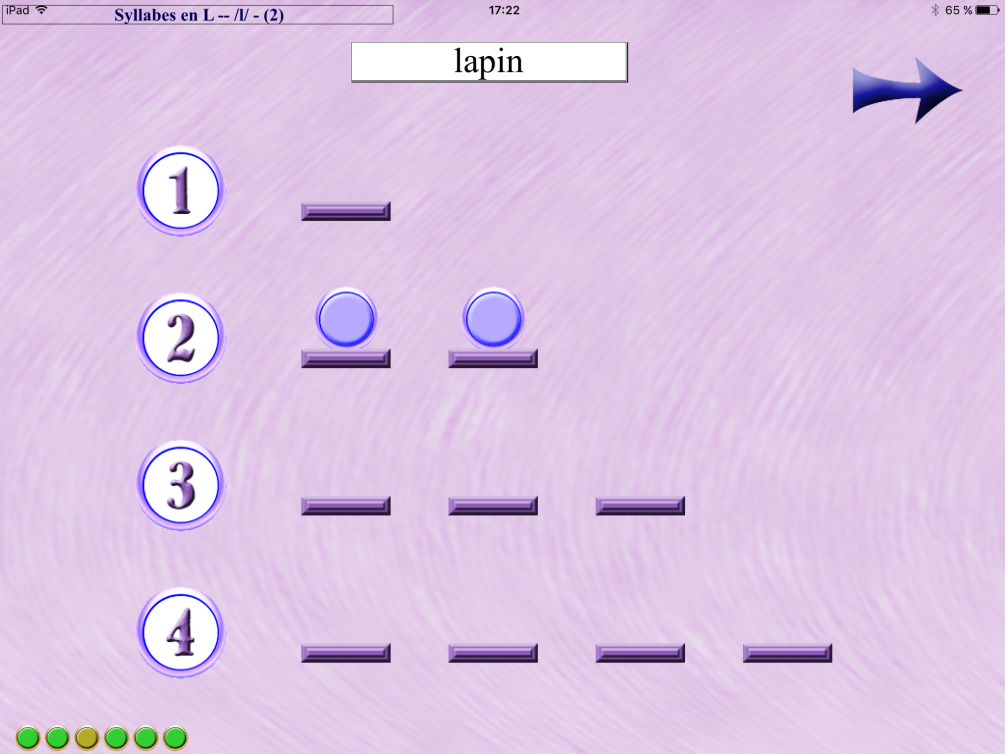 iPad 17:22 65 %
Syllabes en L -- /l/ - (2)
lapin
1
2
3
4